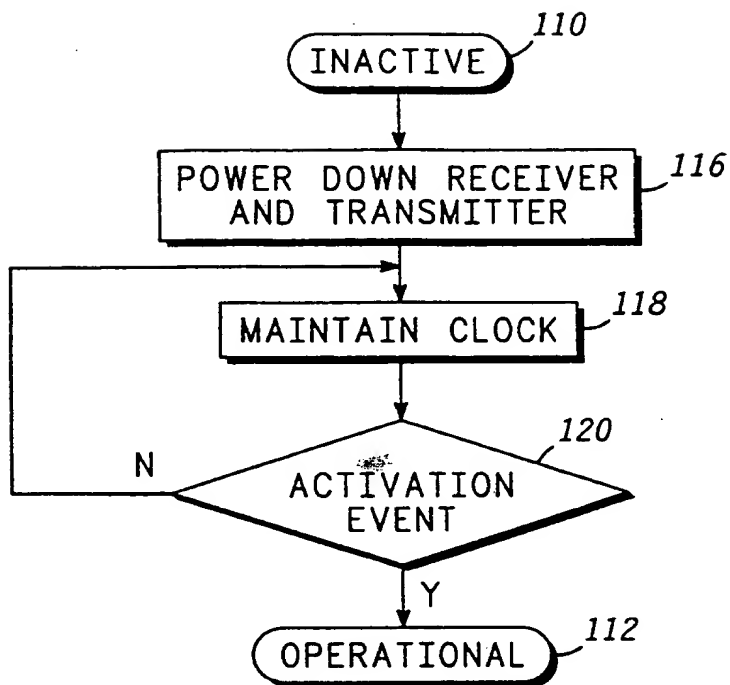 110
INACTIVE
POWER DOWN RECEIVER
AND TRANSMITTER
116
MAINTAIN CLOCK
118
120
N
ACTIVATION
EVENT
Y
OPERATIONAL
112